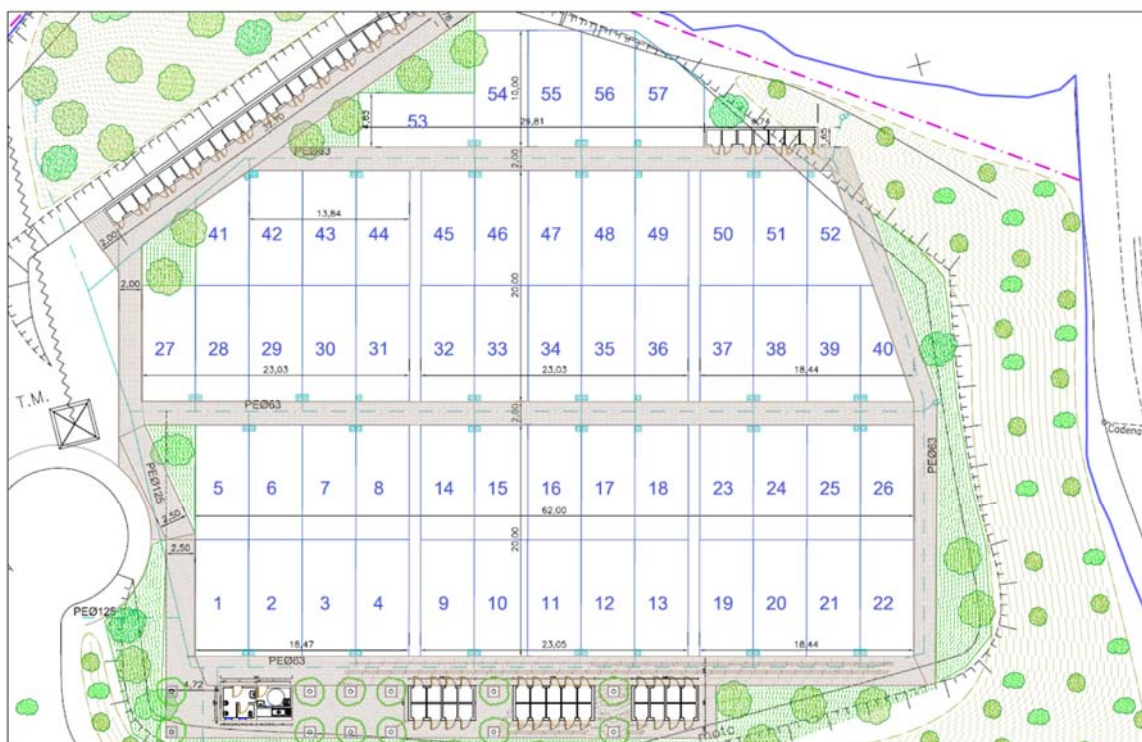 54 10,00 55 56 57
4,65 53 29,81 8,74 1,65
PEØ63 2,00
13,84
41 42 43 44 45 46 47 48 49 50 51 52
2,00
2,00 20,00
27 28 29 30 31 32 33 34 35 36 37 38 39 40
23,03 23,03 18,44
T.M.
PEØ63 2,00
Cadena
PEØ63
PEØ125
5 6 7 8 14 15 16 17 18 23 24 25 26
2,50 62,00
2,50 20,00
1 2 3 4 9 10 11 12 13 19 20 21 22
PEØ125
18,47 23,05 18,44
PEØ63
4,72